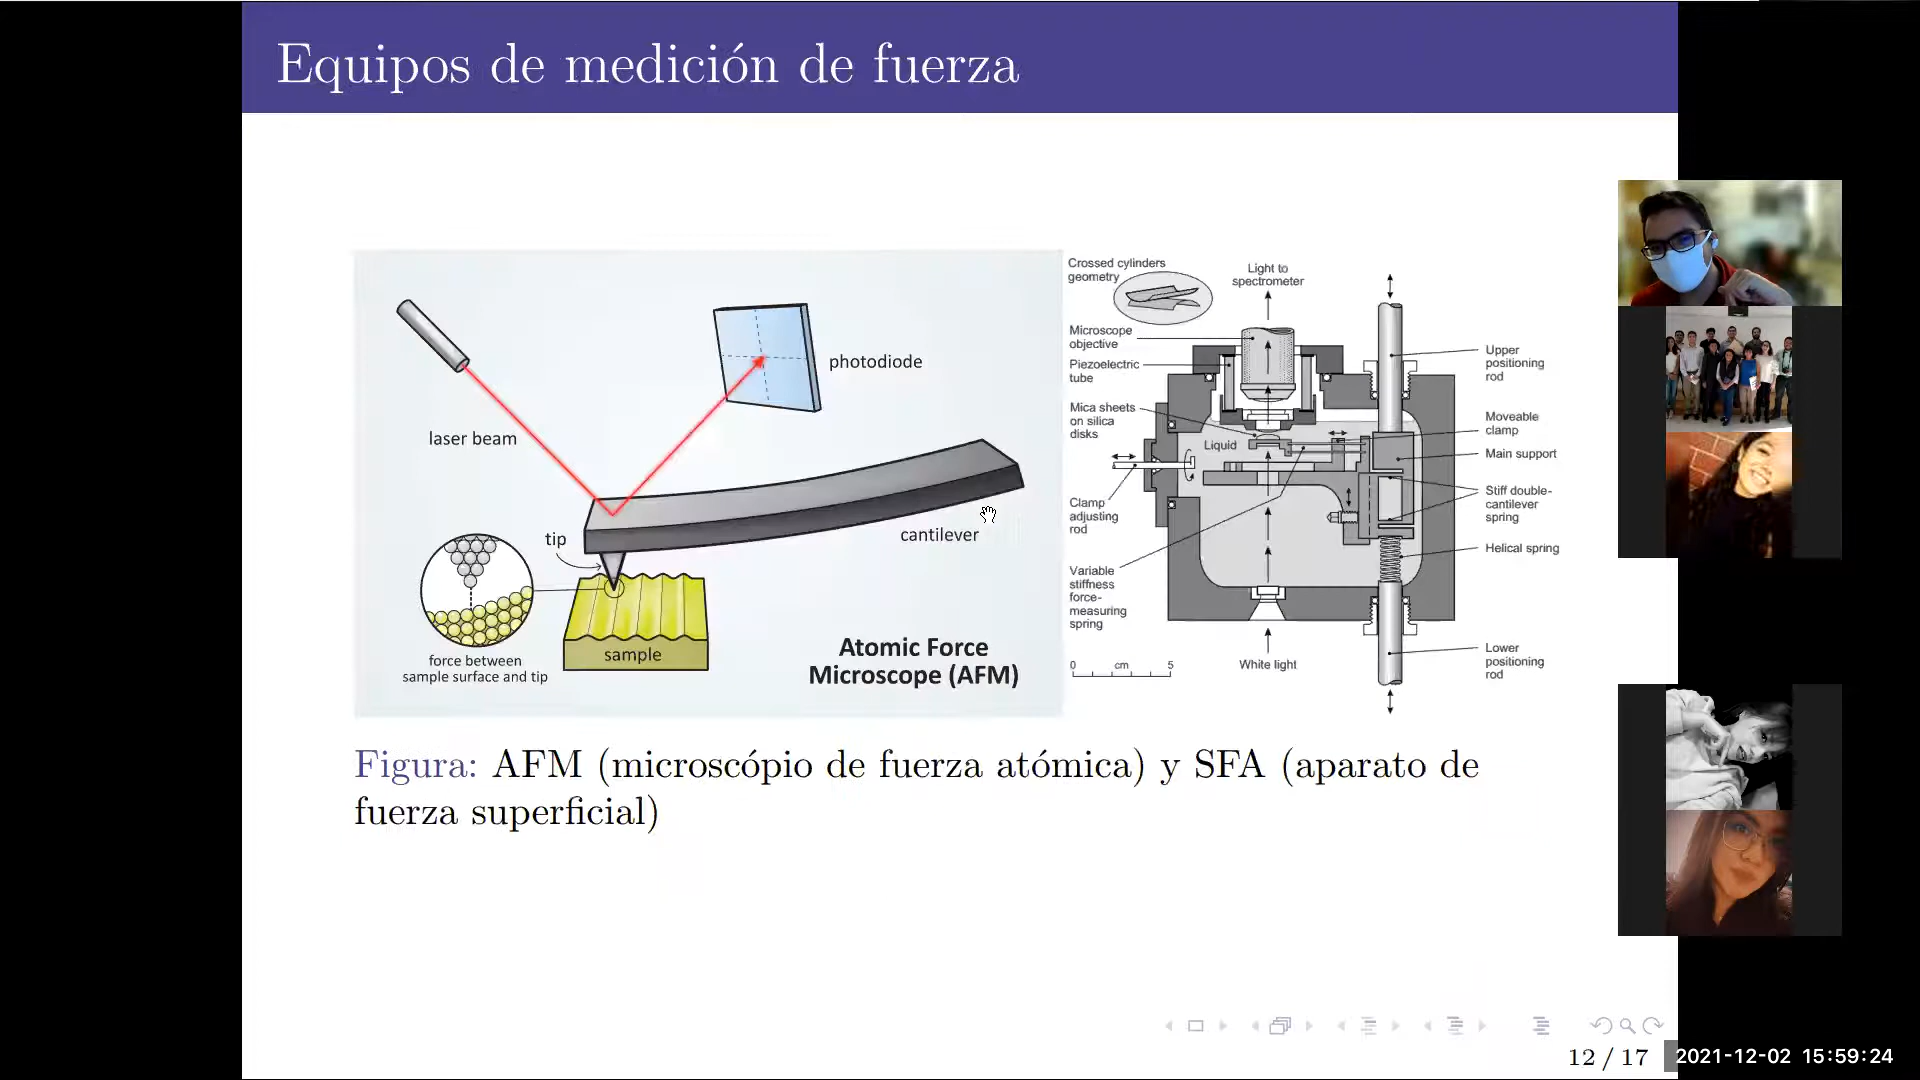 Equipos de medición de fuerza
laser beam
photodiode
tip
cantilever
sample
force between
sample surface and tip
Atomic Force
Microscope (AFM)
Crossed cylinders
geometry
Light to
spectrometer
Microscope
objective
Piezoelectric
tube
Mica sheets
on silica
disks
Liquid
Clamp
adjusting
rod
Variable
stiffness
force-
measuring
spring
0 cm 5
White light
Upper
positioning
rod
Moveable
clamp
Main support
Stiff double-
cantilever
spring
Helical spring
Lower
positioning
rod
Figura: AFM (microscópio de fuerza atómica) y SFA (aparato de
fuerza superficial)
12 / 17
2021-12-02 15:59:24